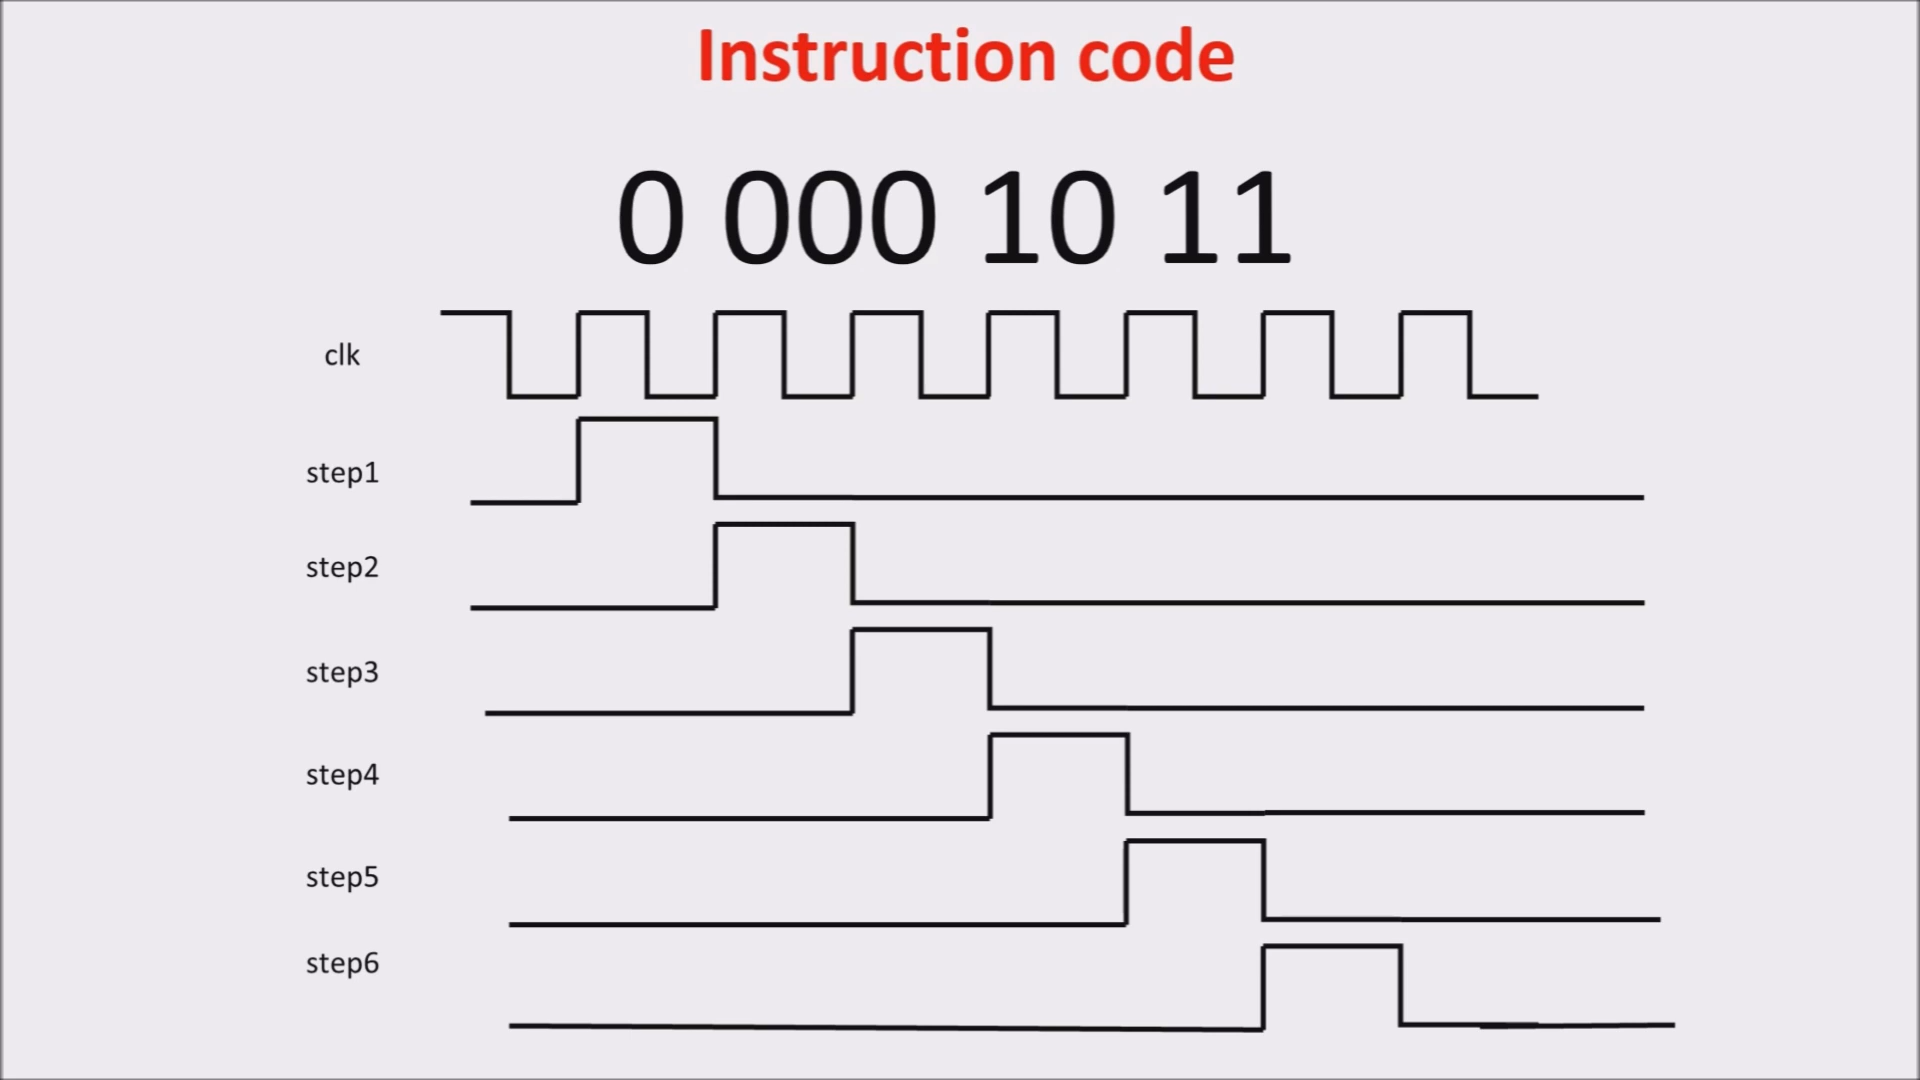 Instruction code
0 000 10 11
clk
step1
step2
step3
step4
step5
step6